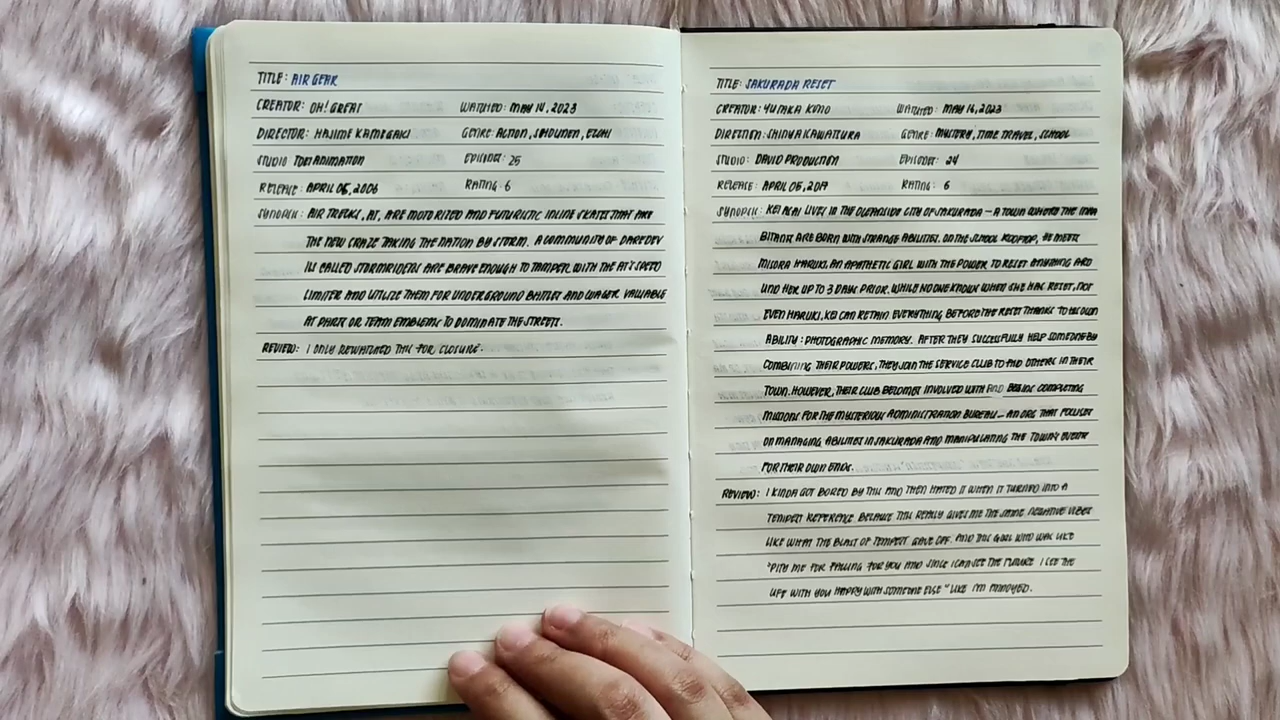 TITLE: AIR GEAR
CREATOR: OH! GREAT WATCHED: MAY 14, 2023
DIRECTOR: HAJIME KAMEGAKI GENRE: ACTION, SHOUNEN, ECCHI
STUDIO: TOEI ANIMATION EPISODE: 25
RELEASE: APRIL 05, 2006 RATING: 6
SYNOPSIS: AIR TRECKS, AT, ARE MOTORIZED AND FUTURISTIC INLINE SKATES THAT ARE
THE NEW CRAZE TAKING THE NATION BY STORM. A COMMUNITY OF DAREDEV
ILS CALLED STORMRIDERS ARE BRAVE ENOUGH TO TAMPER WITH THE AT'S SPEED
LIMITER AND UTILIZE THEM FOR UNDERGROUND BATTLES AND WAGER VALUABLE
AT PARTS OR TEAM EMBLEMS TO DOMINATE THE STREETS.
REVIEW: I ONLY REWATCHED THIS FOR CLOSURE.
TITLE: SAKURADA RESET
CREATOR: YUTAKA KONO WATCHED: MAY 16, 2023
DIRECTION: SHINYA KAWATSURA GENRE: MYSTERY, TIME TRAVEL, SCHOOL
STUDIO: DAVID PRODUCTION EPISODE: 24
RELEASE: APRIL 05, 2017 RATING: 6
SYNOPSIS: KEI ASAI LIVES IN THE OCEANSIDE CITY OF SAKURADA — A TOWN WHERE THE INHA
BITANTS ARE BORN WITH STRANGE ABILITIES. ON THE SCHOOL ROOFTOP, HE MEETS
MISORA HARUKI, AN APATHETIC GIRL WITH THE POWER TO RESET ANYTHING ARO
UND HER UP TO 3 DAYS PRIOR. WHILE NO ONE KNOWS WHEN SHE HAS RESET, NOT
EVEN HARUKI, KEI CAN RETAIN EVERYTHING BEFORE THE RESET THANKS TO HIS OWN
ABILITY: PHOTOGRAPHIC MEMORY. AFTER THEY SUCCESSFULLY HELP SOMEONE BY
COMBINING THEIR POWERS, THEY JOIN THE SERVICE CLUB TO AID OTHERS IN THEIR
TOWN. HOWEVER, THEIR CLUB BECOMES INVOLVED WITH AND BEGINS COMPLETING
MISSIONS FOR THE MYSTERIOUS ADMINISTRATION BUREAU — AN ORG THAT FOCUSES
ON MANAGING ABILITIES IN SAKURADA AND MANIPULATING THE TOWN'S EVENTS
FOR THEIR OWN ENDS.
REVIEW: I KINDA GOT BORED BY THIS AND THEN HATED IT WHEN IT TURNED INTO A
TEMPEST REFERENCE BECAUSE THIS REALLY GIVES ME THE SAME NEGATIVE VIBES
LIKE WHAT THE BLAST OF TEMPEST GAVE OFF. AND THIS GIRL WHO WAS LIKE
"PITY ME FOR FALLING FOR YOU AND SINCE I CAN SEE THE FUTURE I SEE THE
LIFE WITH YOU HAPPY WITH SOMEONE ELSE" LIKE I'M ANNOYED.